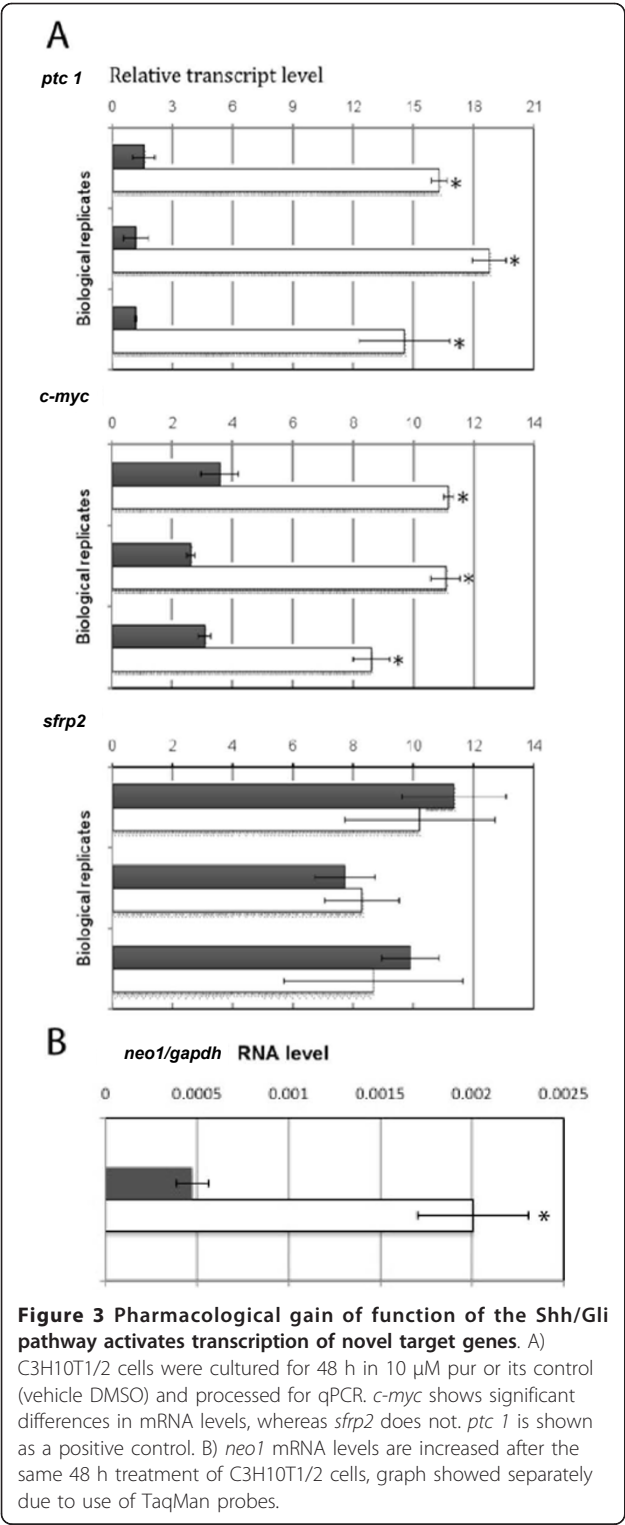 A
ptc 1 Relative transcript level
0 3 6 9 12 15 18 21
Biological replicates
*
*
*
c-myc
0 2 4 6 8 10 12 14
Biological replicates
*
*
*
sfrp2
0 2 4 6 8 10 12 14
Biological replicates
B
neo1/gapdh RNA level
0 0.0005 0.001 0.0015 0.002 0.0025
*
Figure 3 Pharmacological gain of function of the Shh/Gli
pathway activates transcription of novel target genes. A)
C3H10T1/2 cells were cultured for 48 h in 10 μM pur or its control
(vehicle DMSO) and processed for qPCR. c-myc shows significant
differences in mRNA levels, whereas sfrp2 does not. ptc 1 is shown
as a positive control. B) neo1 mRNA levels are increased after the
same 48 h treatment of C3H10T1/2 cells, graph showed separately
due to use of TaqMan probes.